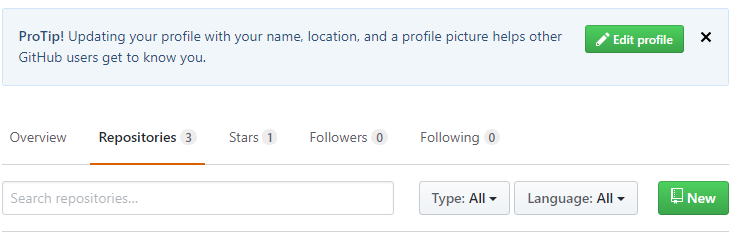 ProTip! Updating your profile with your name, location, and a profile picture helps other
GitHub users get to know you.
Edit profile
Overview Repositories 3 Stars 1 Followers 0 Following 0
Search repositories... Type: All Language: All New